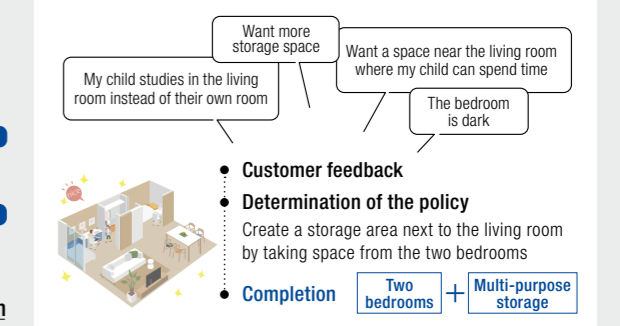 Want more
storage space
Want a space near the living room
where my child can spend time
My child studies in the living
room instead of their own room
The bedroom
is dark
Customer feedback
Determination of the policy
Create a storage area next to the living room
by taking space from the two bedrooms
Completion
Two
bedrooms
+
Multi-purpose
storage